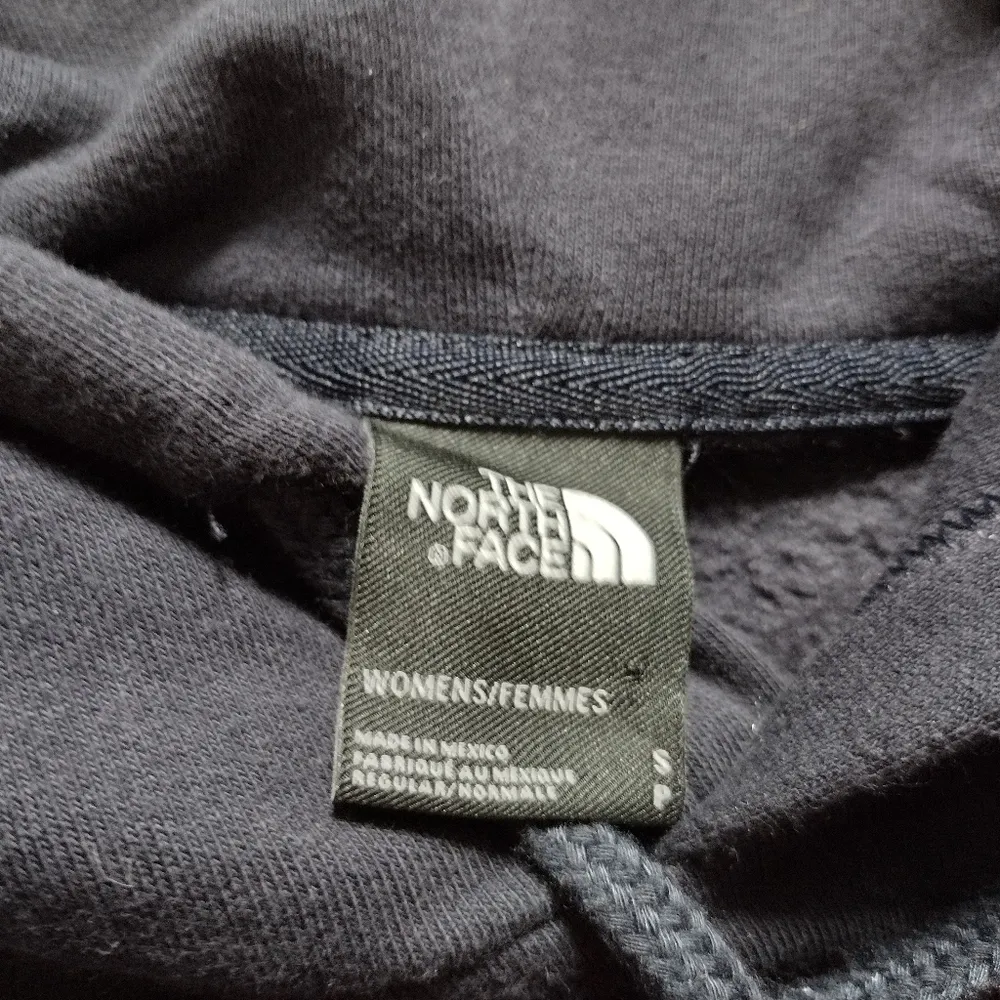 THE
NORTH
FACE®
WOMENS/FEMMES
MADE IN MEXICO
FABRIQUÉ AU MEXIQUE
REGULAR/NORMALE
S
P